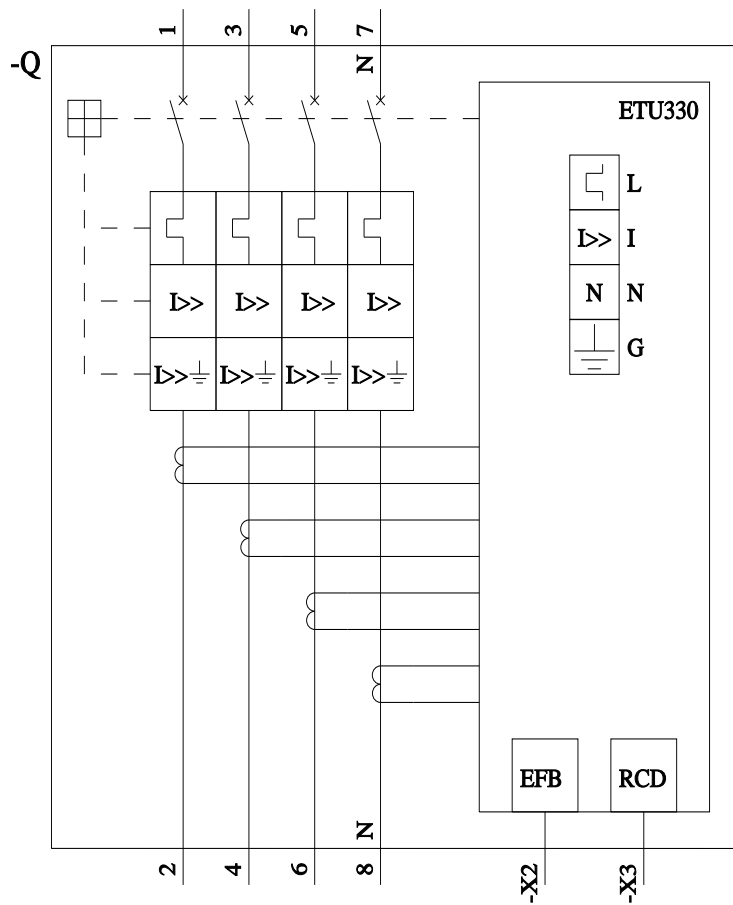 1 3 5 7
-Q
N
ETU330
L
I>> I
N N
G
I>> I>> I>> I>>
I>> I>> I>> I>>
EFB RCD
N
2 4 6 8 -X2 -X3